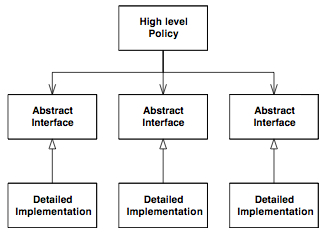 High level
Policy
Abstract
Interface
Abstract
Interface
Abstract
Interface
Detailed
Implementation
Detailed
Implementation
Detailed
Implementation